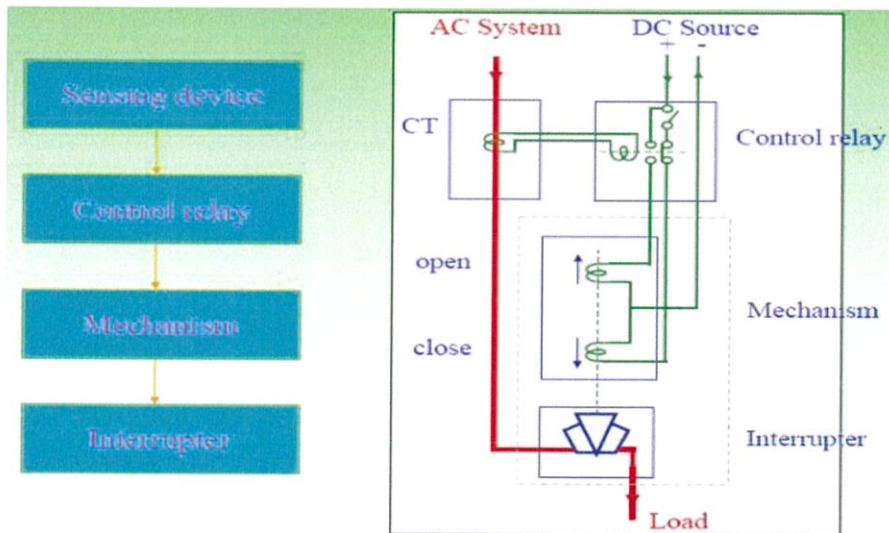 Sensing device
Control relay
Mechanism
Interrupter
AC System
DC Source
+ -
CT
Control relay
open
Mechanism
close
Interrupter
Load